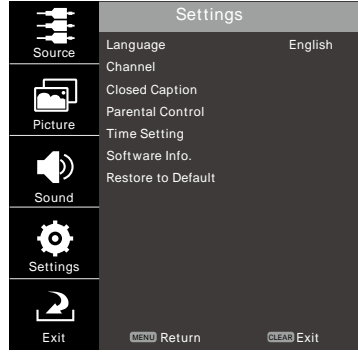 Settings
Source
Picture
Sound
Settings
Exit
Language English
Channel
Closed Caption
Parental Control
Time Setting
Software Info.
Restore to Default
MENU Return CLEAR Exit